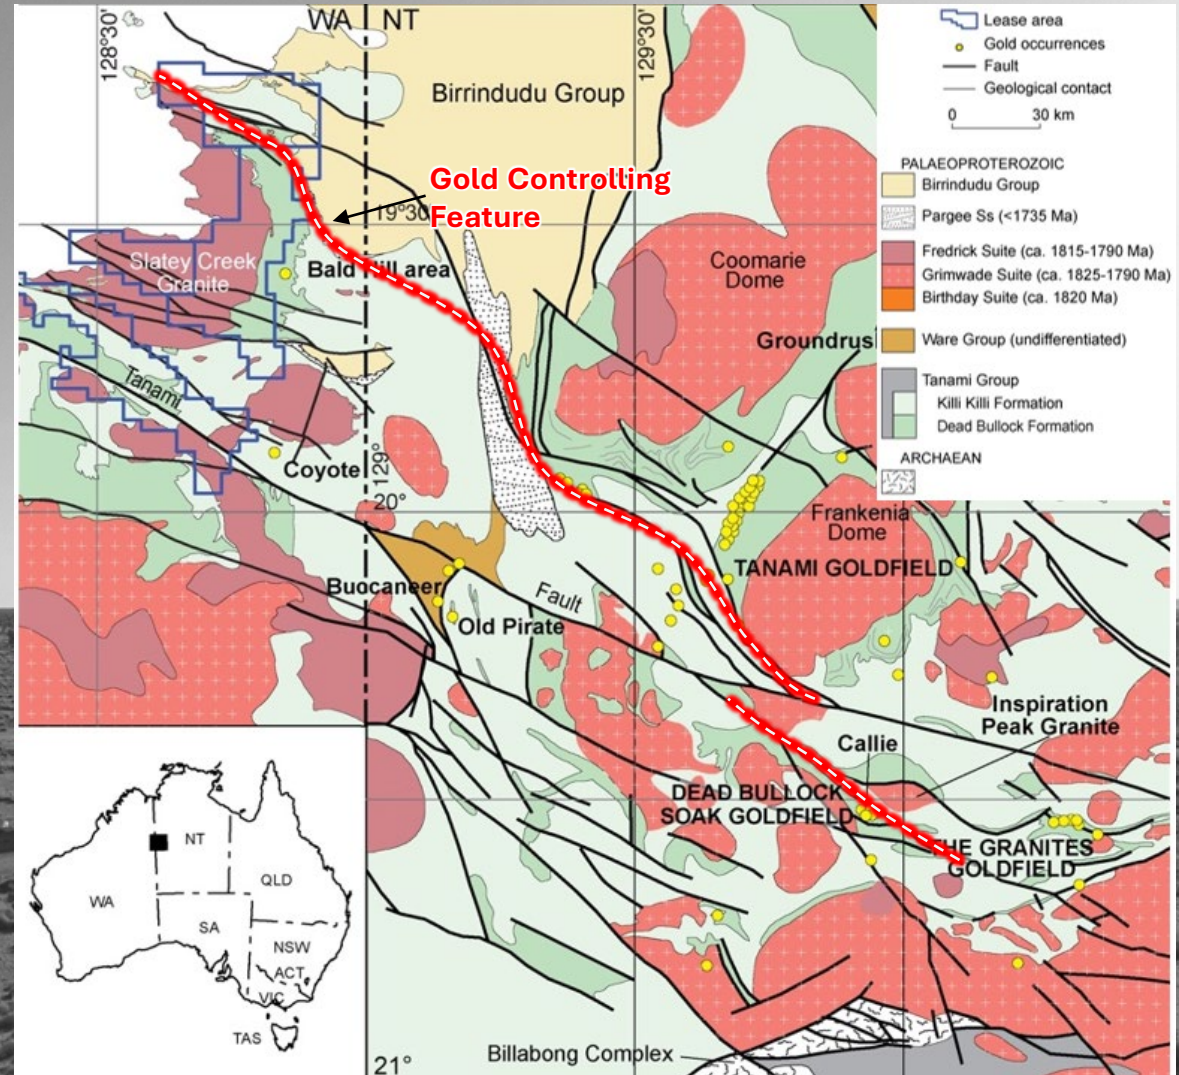 WA NT
128°30'
129°30'
Birrindudu Group
Gold Controlling
Feature
19°30'
Bald Hill area
Slatey Creek
Granite
Coomarie
Dome
Tanami
Coyote
129°
20°
Frankenia
Dome
TANAMI GOLDFIELD
Buccaneer
Fault
Old Pirate
Inspiration
Peak Granite
Callie
DEAD BULLOCK
SOAK GOLDFIELD
THE GRANITES
GOLDFIELD
Billabong Complex
21°
Lease area
Gold occurrences
Fault
Geological contact
0 30 km
PALAEOPROTEROZOIC
Birrindudu Group
Pargee Ss (<1735 Ma)
Fredrick Suite (ca. 1815-1790 Ma)
Grimwade Suite (ca. 1825-1790 Ma)
Birthday Suite (ca. 1820 Ma)
Ware Group (undifferentiated)
Tanami Group
Killi Killi Formation
Dead Bullock Formation
ARCHAEAN
NT
WA
QLD
SA
NSW
ACT
VIC
TAS